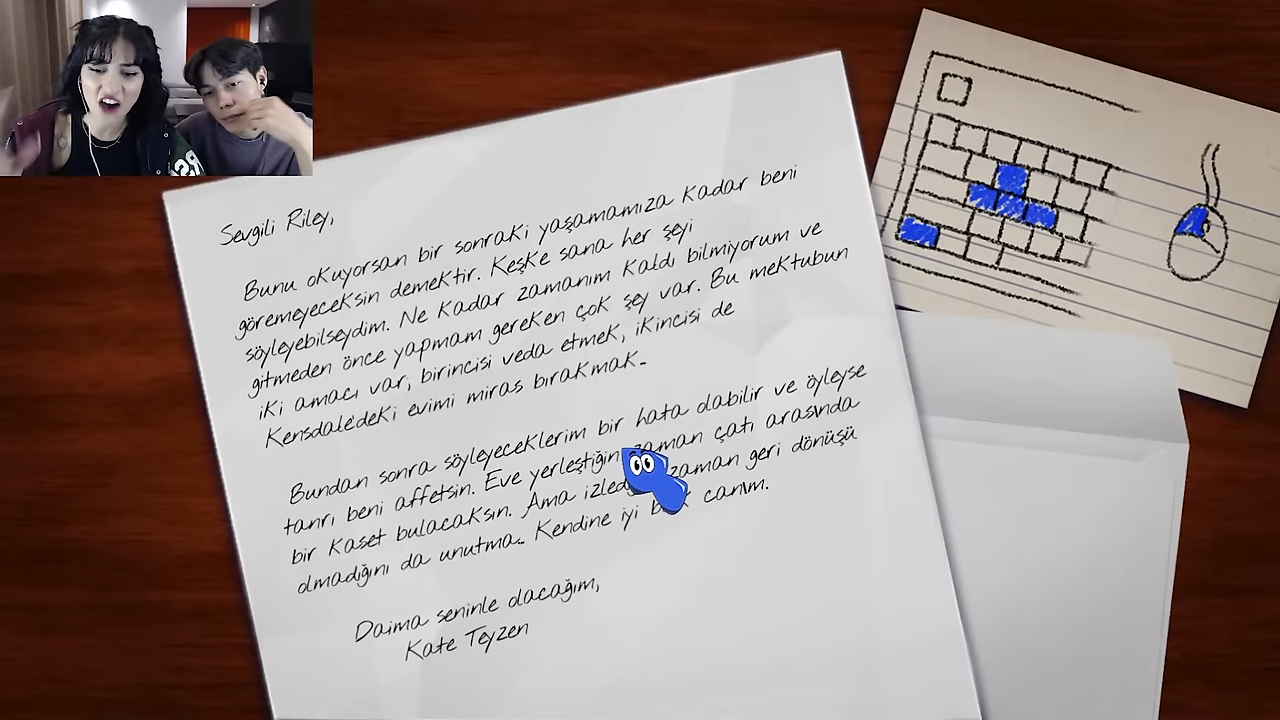 Sevgili Riley,
Bunu okuyorsan bir sonraki yaşamamıza kadar beni
göremeyeceksin demektir. Keşke sana her şeyi
söyleyebilseydim. Ne kadar zamanım kaldı bilmiyorum ve
gitmeden önce yapmam gereken çok şey var. Bu mektubun
iki amacı var, birincisi veda etmek, ikincisi de
Kensdale'deki evimi miras bırakmak...
Bundan sonra söyleyeceklerim bir hata olabilir ve öyleyse
tanrı beni affetsin. Eve yerleştiğin zaman çatı arasında
bir kaset bulacaksın. Ama zaman geri dönüşü
olmadığını da unutma... Kendine iyi canım.
Daima seninle olacağım,
Kate Teyzen